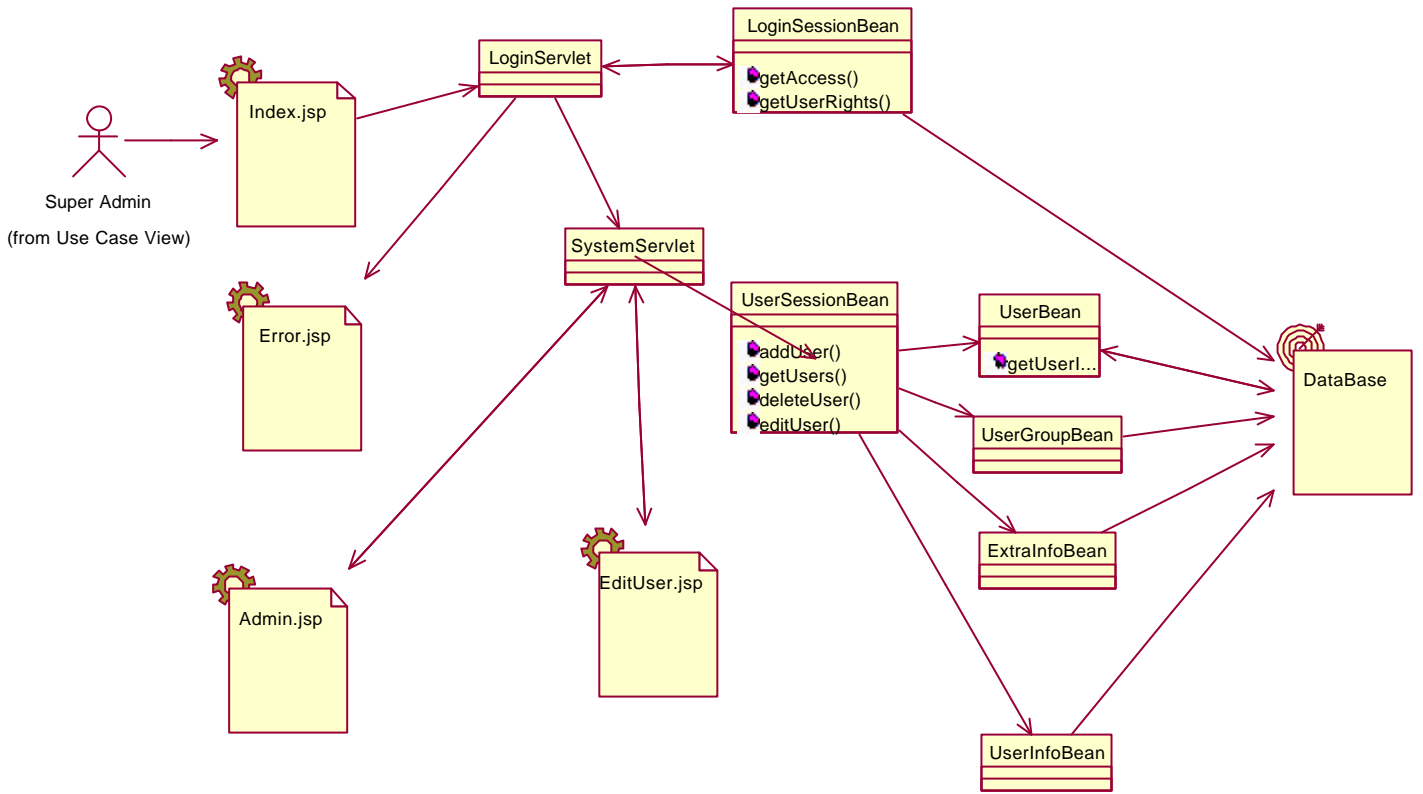 LoginSessionBean
getAccess()
getUserRights()
LoginServlet
Index.jsp
Super Admin
(from Use Case View)
SystemServlet
Error.jsp
UserSessionBean
addUser()
getUsers()
deleteUser()
editUser()
UserBean
getUserI...
DataBase
UserGroupBean
ExtraInfoBean
EditUser.jsp
Admin.jsp
UserInfoBean